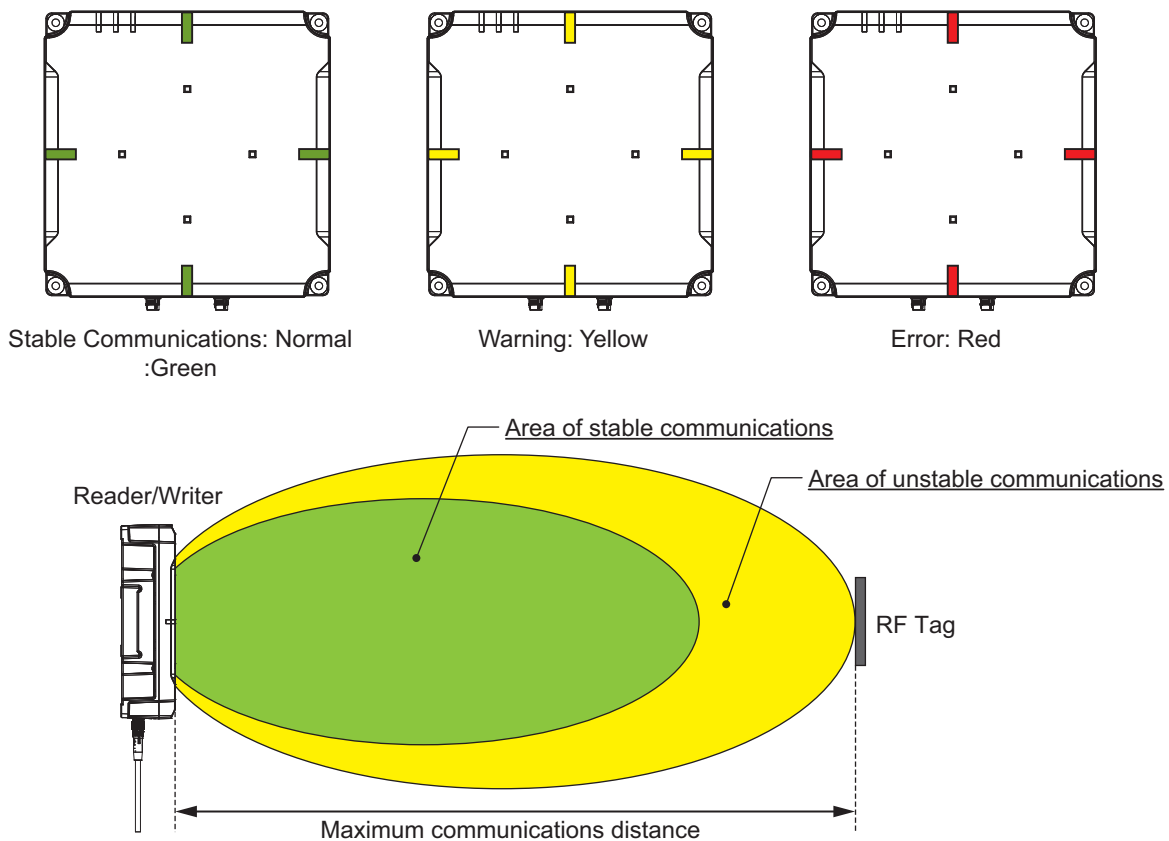 Stable Communications: Normal
:Green
Warning: Yellow
Error: Red
Area of stable communications
Area of unstable communications
Reader/Writer
RF Tag
Maximum communications distance